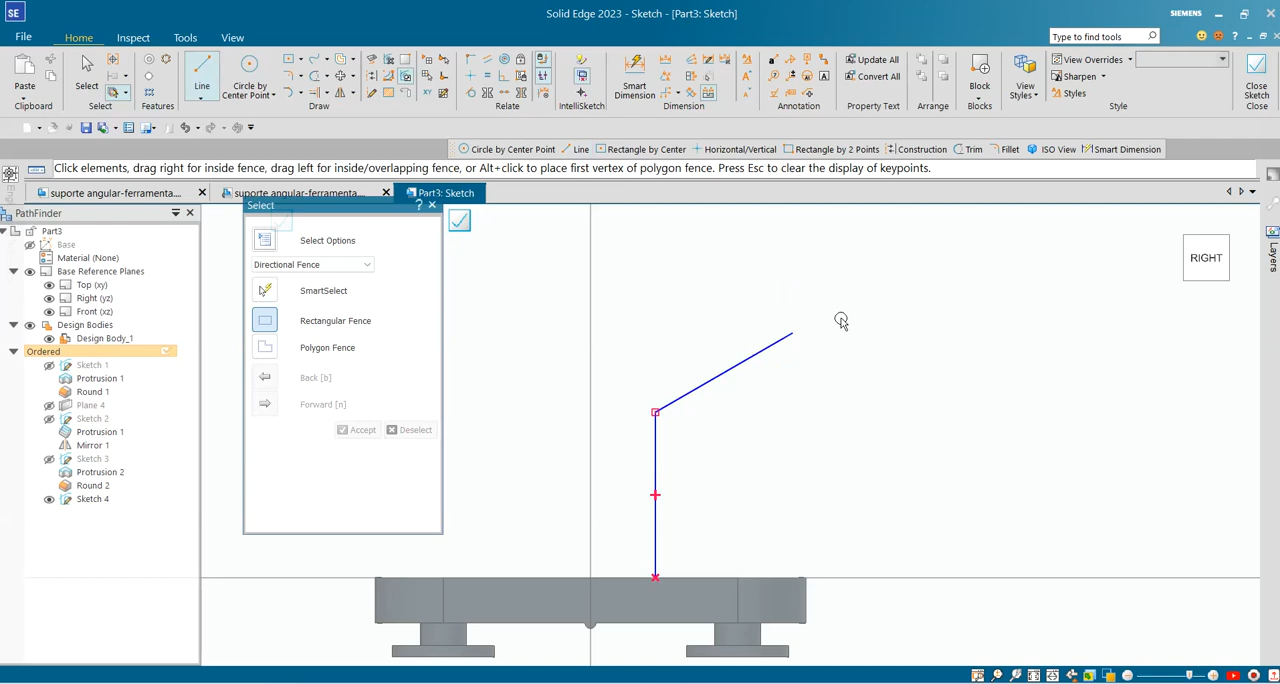 SE
Solid Edge 2023 - Sketch - [Part3: Sketch]
SIEMENS
File
Home
Inspect
Tools
View
Type to find tools
Paste
Select
Line
Circle by
Center Point
Smart
Dimension
Update All
Convert All
Block
View
Styles
View Overrides
Sharpen
Styles
Close
Sketch
Clipboard
Select
Features
Draw
Relate
IntelliSketch
Dimension
Annotation
Property Text
Arrange
Blocks
Style
Close
Circle by Center Point
Line
Rectangle by Center
Horizontal/Vertical
Rectangle by 2 Points
Construction
Trim
Fillet
ISO View
Smart Dimension
Click elements, drag right for inside fence, drag left for inside/overlapping fence, or Alt+click to place first vertex of polygon fence. Press Esc to clear the display of keypoints.
suporte angular-ferramenta....
suporte angular-ferramenta....
Part3: Sketch
PathFinder
Part3
Base
Material (None)
Base Reference Planes
Top (xy)
Right (yz)
Front (xz)
Design Bodies
Design Body_1
Ordered
Sketch 1
Protrusion 1
Round 1
Plane 4
Sketch 2
Protrusion 1
Mirror 1
Sketch 3
Protrusion 2
Round 2
Sketch 4
Select
Select Options
Directional Fence
SmartSelect
Rectangular Fence
Polygon Fence
Back [b]
Forward [n]
Accept
Deselect
RIGHT
Layers